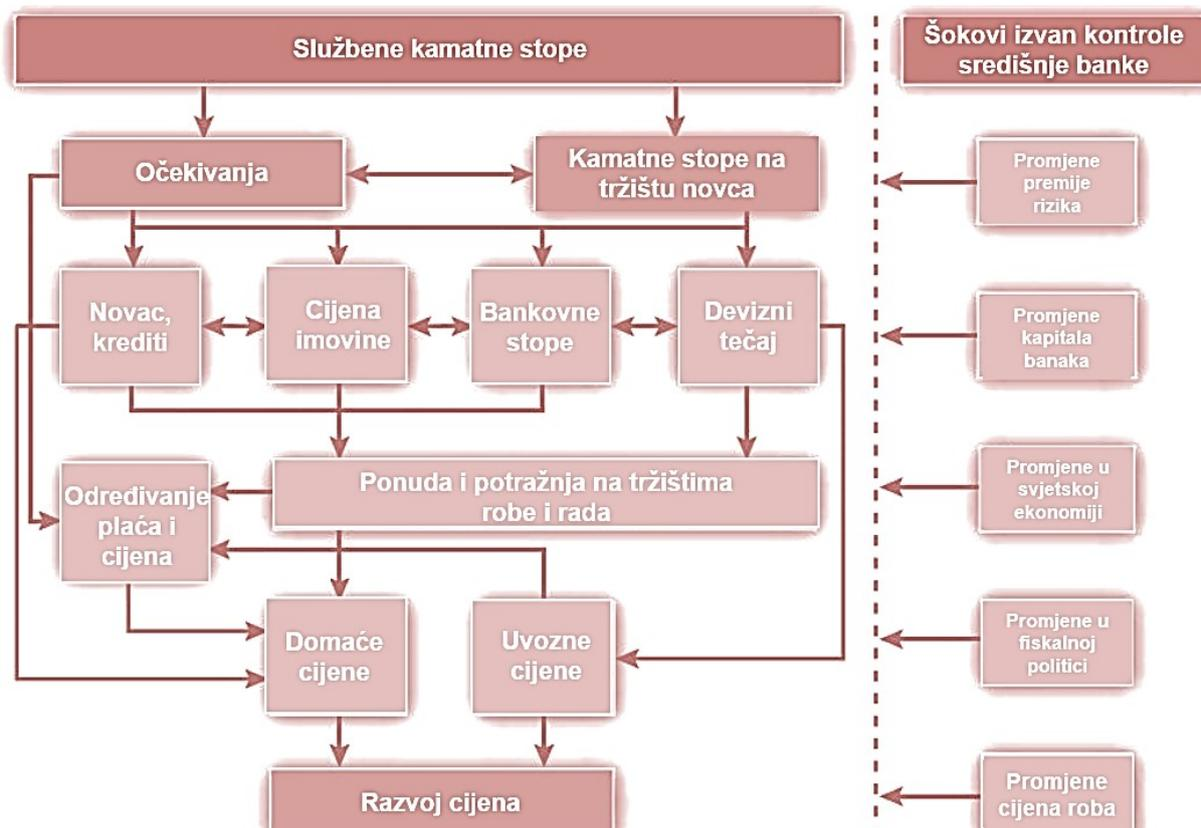 Službene kamatne stope
Šokovi izvan kontrole
središnje banke
Očekivanja
Kamatne stope na
tržištu novca
Promjene
premije
rizika
Novac,
krediti
Cijena
imovine
Bankovne
stope
Devizni
tečaj
Promjene
kapitala
banaka
Određivanje
plaća i
cijena
Ponuda i potražnja na tržištima
robe i rada
Promjene u
svjetskoj
ekonomiji
Domaće
cijene
Uvozne
cijene
Promjene u
fiskalnoj
politici
Razvoj cijena
Promjene
cijena roba